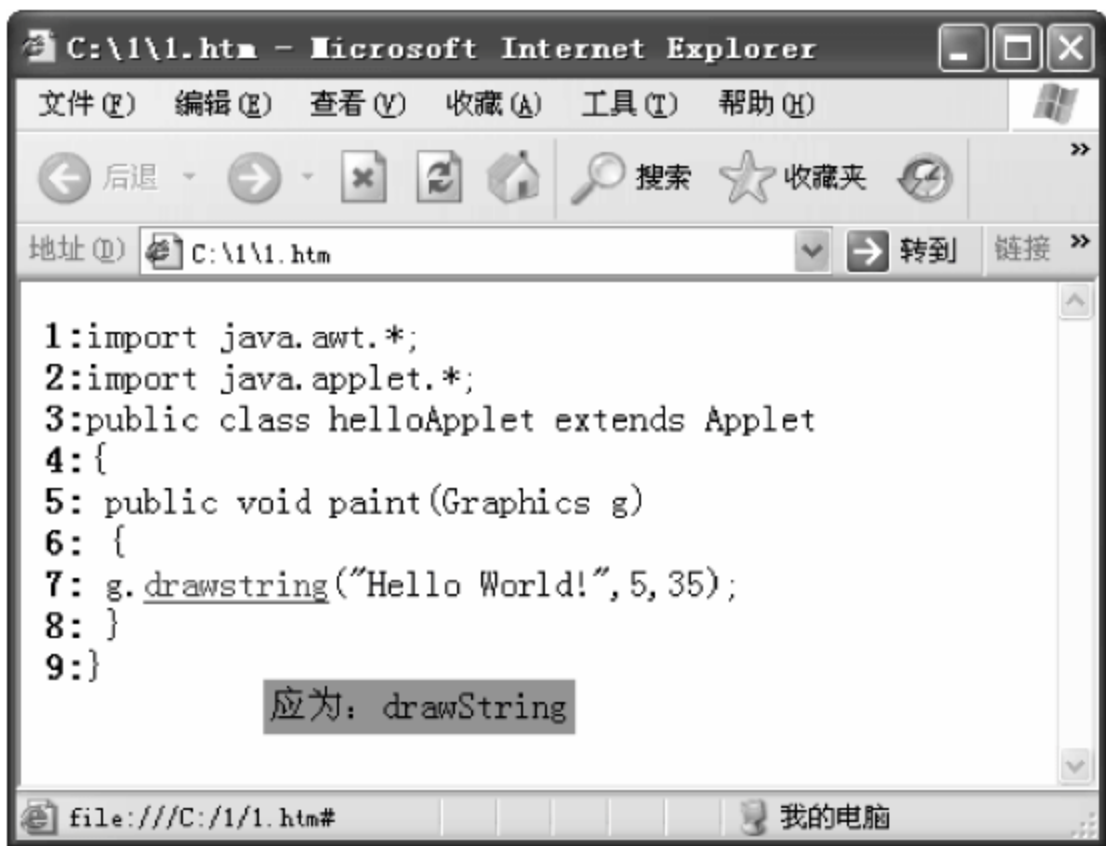 C:\1\1.htm - Microsoft Internet Explorer
文件(F) 编辑(E) 查看(V) 收藏(A) 工具(T) 帮助(H)
后退 搜索 收藏夹 »
地址(D) C:\1\1.htm 转到 链接 »
1:import java.awt.*;
2:import java.applet.*;
3:public class helloApplet extends Applet
4:{
5: public void paint(Graphics g)
6: {
7: g.drawstring("Hello World!",5,35);
8: }
9:}
应为: drawString
file:///C:/1/1.htm# 我的电脑